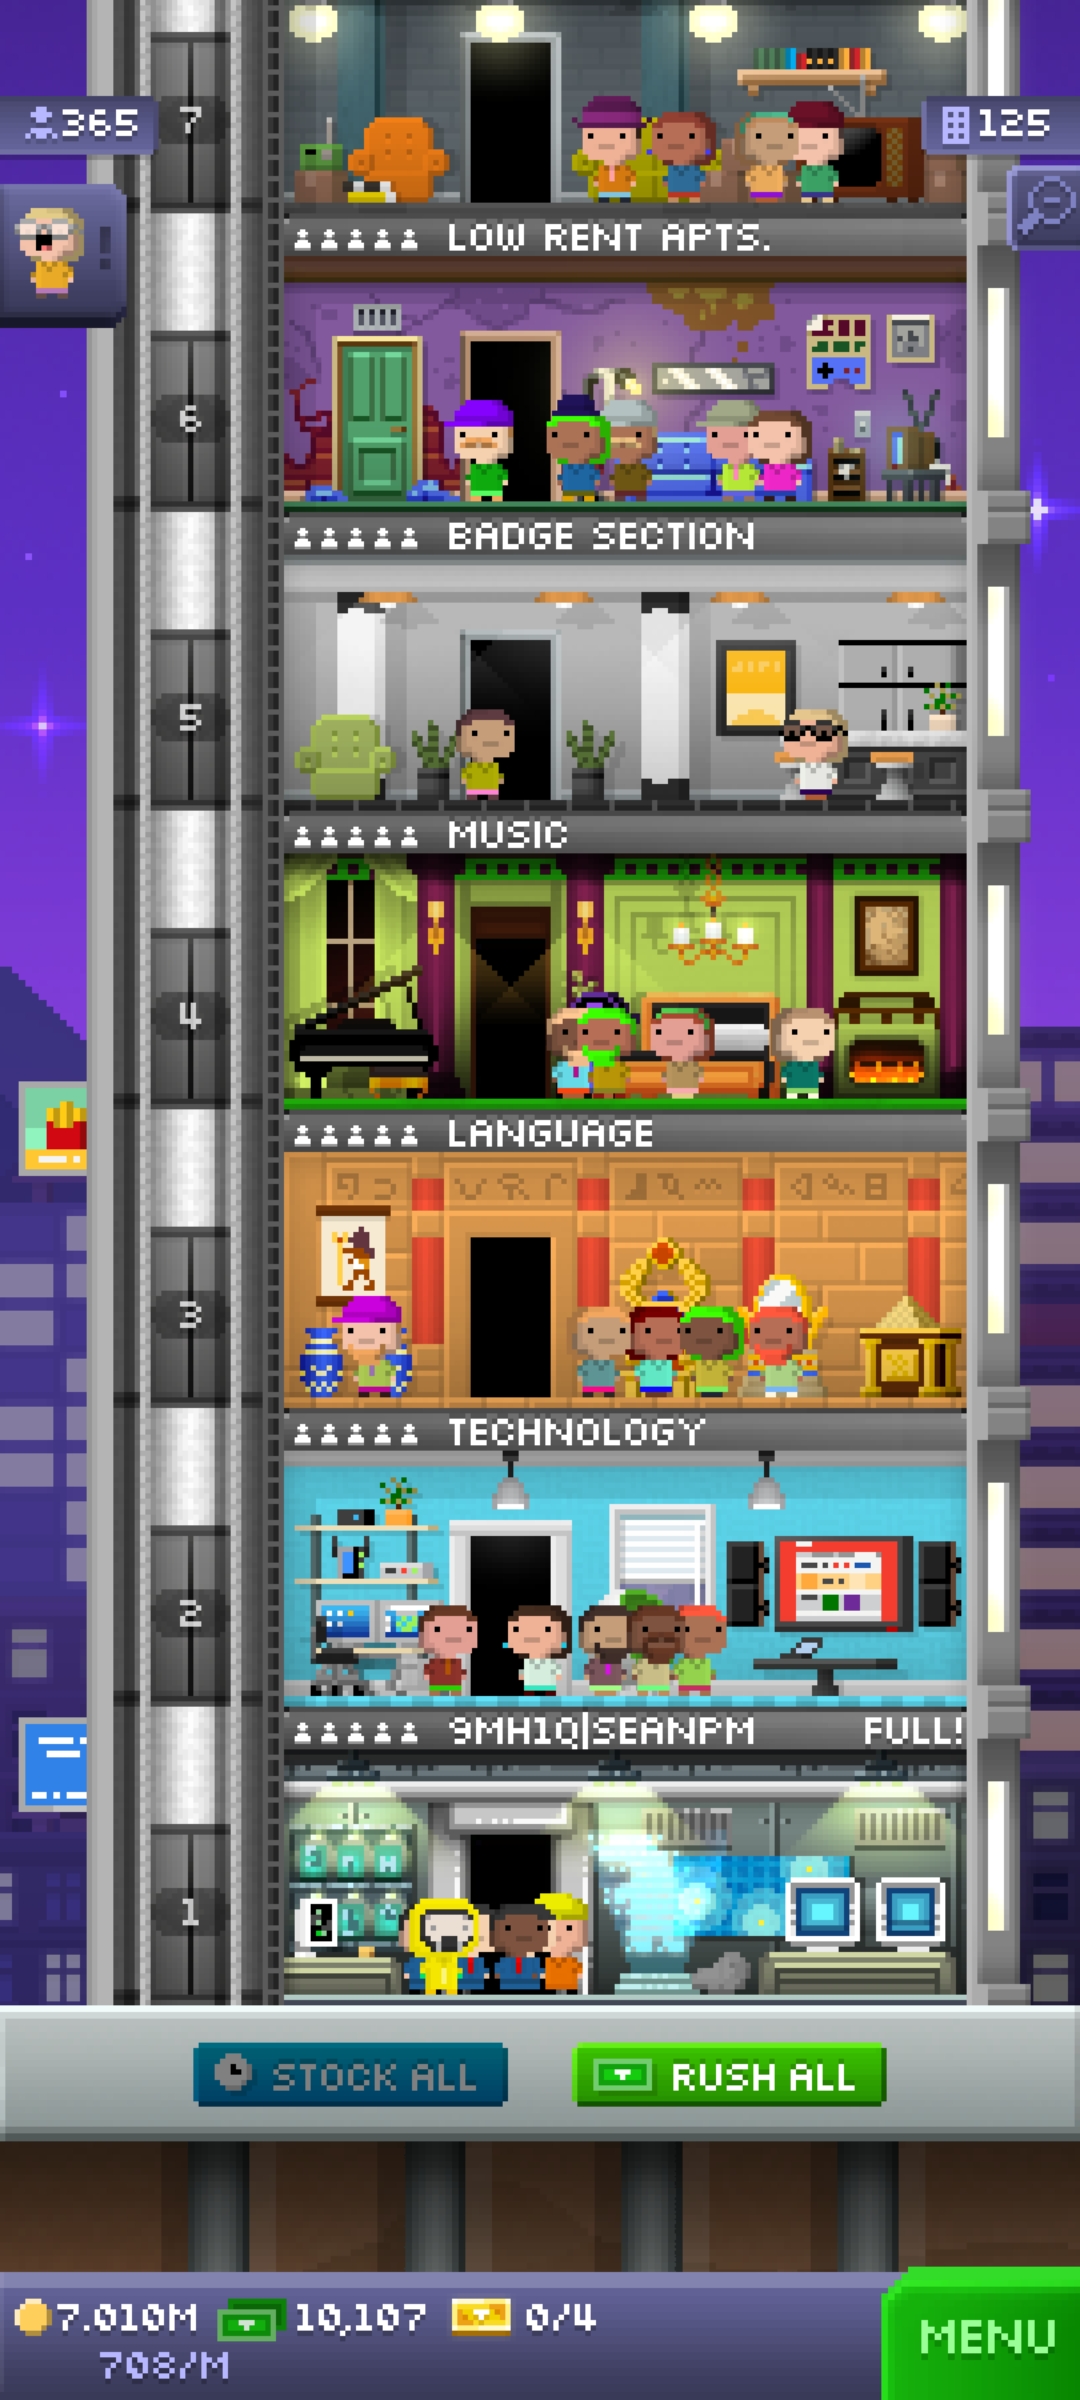 7
365
125
LOW RENT APTS.
6
BADGE SECTION
5
MUSIC
4
LANGUAGE
3
TECHNOLOGY
2
9MH1Q|SEANPM FULL!
1
STOCK ALL
RUSH ALL
7.010M 10,107 0/4
708/M
MENU